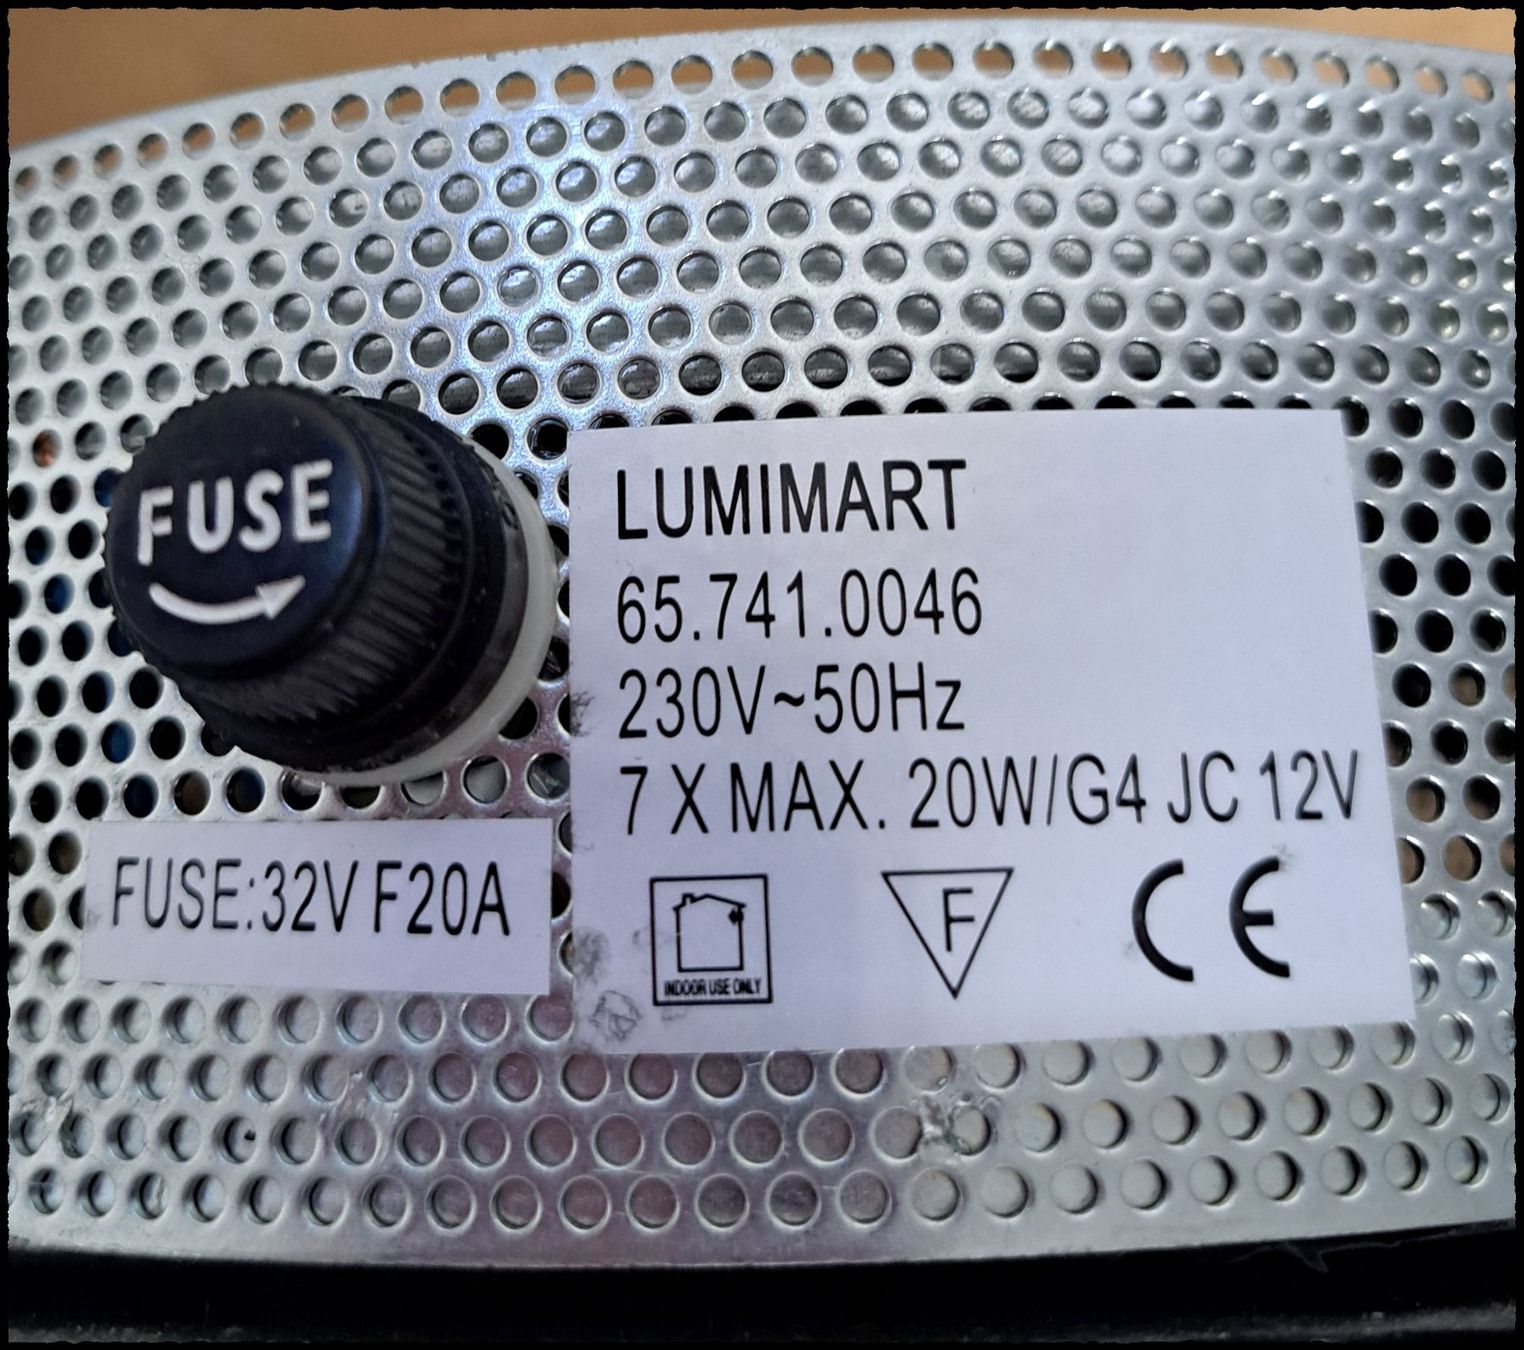 FUSE
LUMIMART
65.741.0046
230V~50Hz
7 X MAX. 20W/G4 JC 12V
FUSE:32V F20A
INDOOR USE ONLY
F
CE